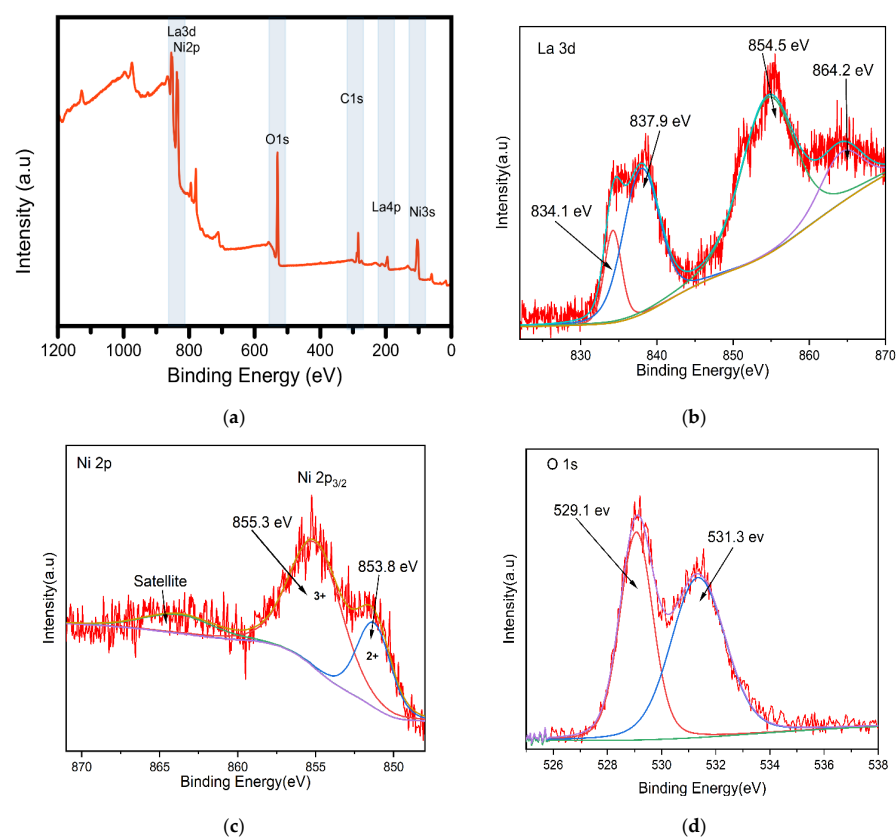 La3d
Ni2p
O1s
C1s
La4p
Ni3s
Intensity (a.u)
1200 1000 800 600 400 200 0
Binding Energy (eV)
(a)
La 3d
854.5 eV
864.2 eV
837.9 eV
834.1 eV
Intensity(a.u)
830 840 850 860 870
Binding Energy(eV)
(b)
Ni 2p
Ni 2p3/2
855.3 eV
853.8 eV
Satellite
3+
2+
Intensity(a.u)
870 865 860 855 850
Binding Energy(eV)
(c)
O 1s
529.1 ev
531.3 ev
Intensity(a.u)
526 528 530 532 534 536 538
Binding Energy(eV)
(d)